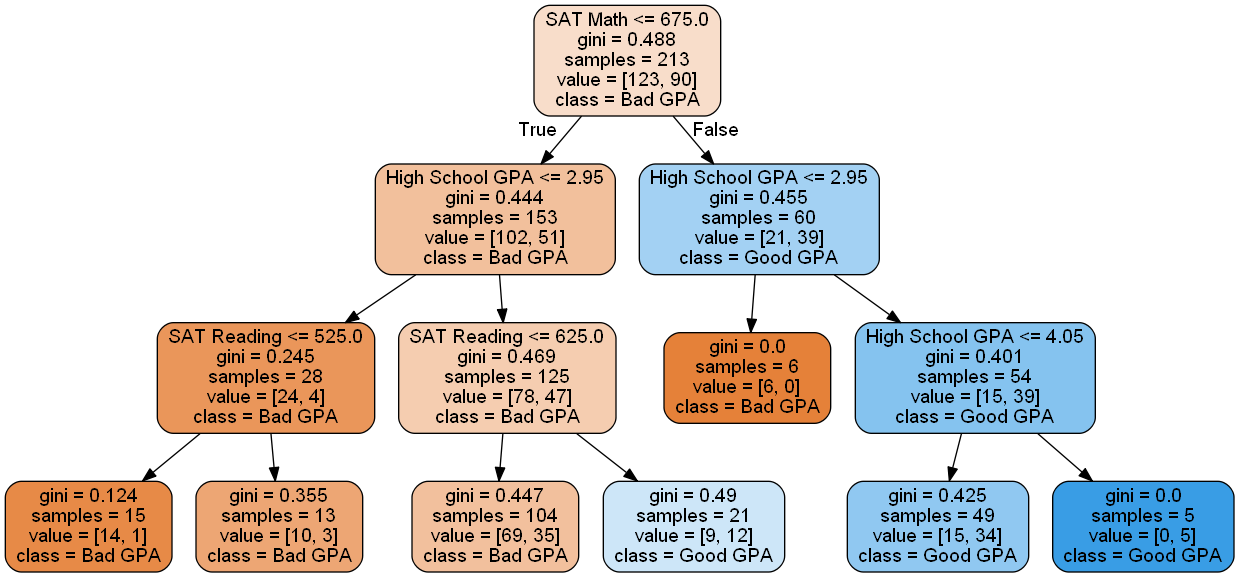 SAT Math <= 675.0
gini = 0.488
samples = 213
value = [123, 90]
class = Bad GPA
True
False
High School GPA <= 2.95
gini = 0.444
samples = 153
value = [102, 51]
class = Bad GPA
High School GPA <= 2.95
gini = 0.455
samples = 60
value = [21, 39]
class = Good GPA
SAT Reading <= 525.0
gini = 0.245
samples = 28
value = [24, 4]
class = Bad GPA
SAT Reading <= 625.0
gini = 0.469
samples = 125
value = [78, 47]
class = Bad GPA
gini = 0.0
samples = 6
value = [6, 0]
class = Bad GPA
High School GPA <= 4.05
gini = 0.401
samples = 54
value = [15, 39]
class = Good GPA
gini = 0.124
samples = 15
value = [14, 1]
class = Bad GPA
gini = 0.355
samples = 13
value = [10, 3]
class = Bad GPA
gini = 0.447
samples = 104
value = [69, 35]
class = Bad GPA
gini = 0.49
samples = 21
value = [9, 12]
class = Good GPA
gini = 0.425
samples = 49
value = [15, 34]
class = Good GPA
gini = 0.0
samples = 5
value = [0, 5]
class = Good GPA